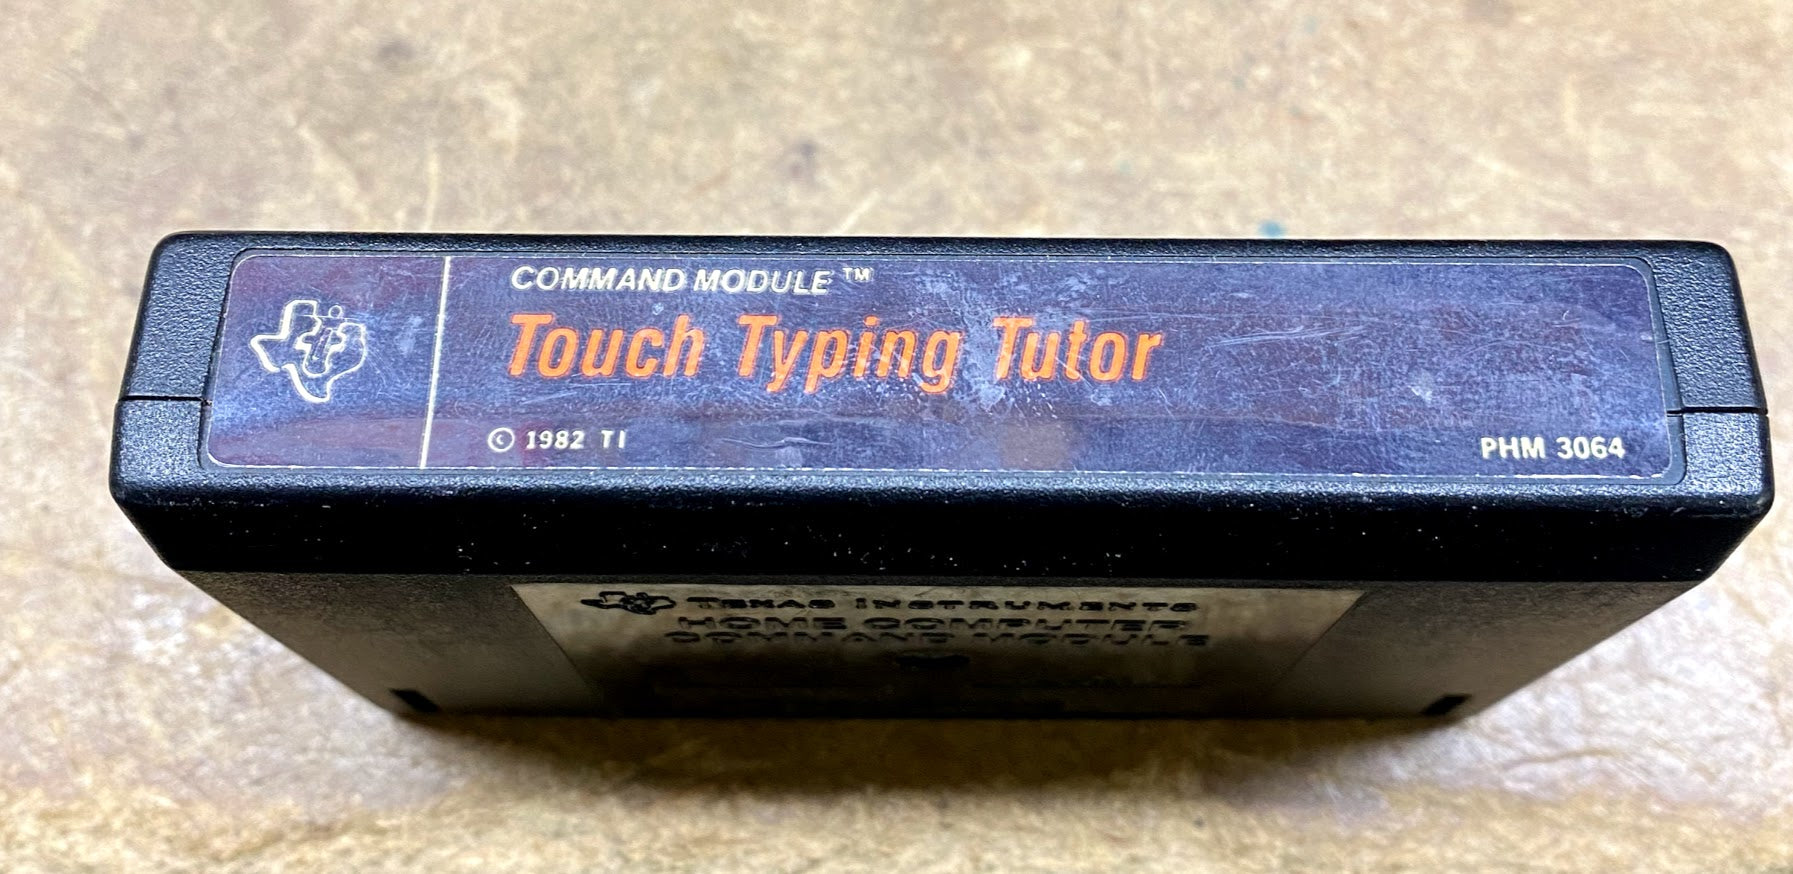 COMMAND MODULE™
Touch Typing Tutor
© 1982 TI
PHM 3064
TEXAS INSTRUMENTS
HOME COMPUTER
COMMAND MODULE